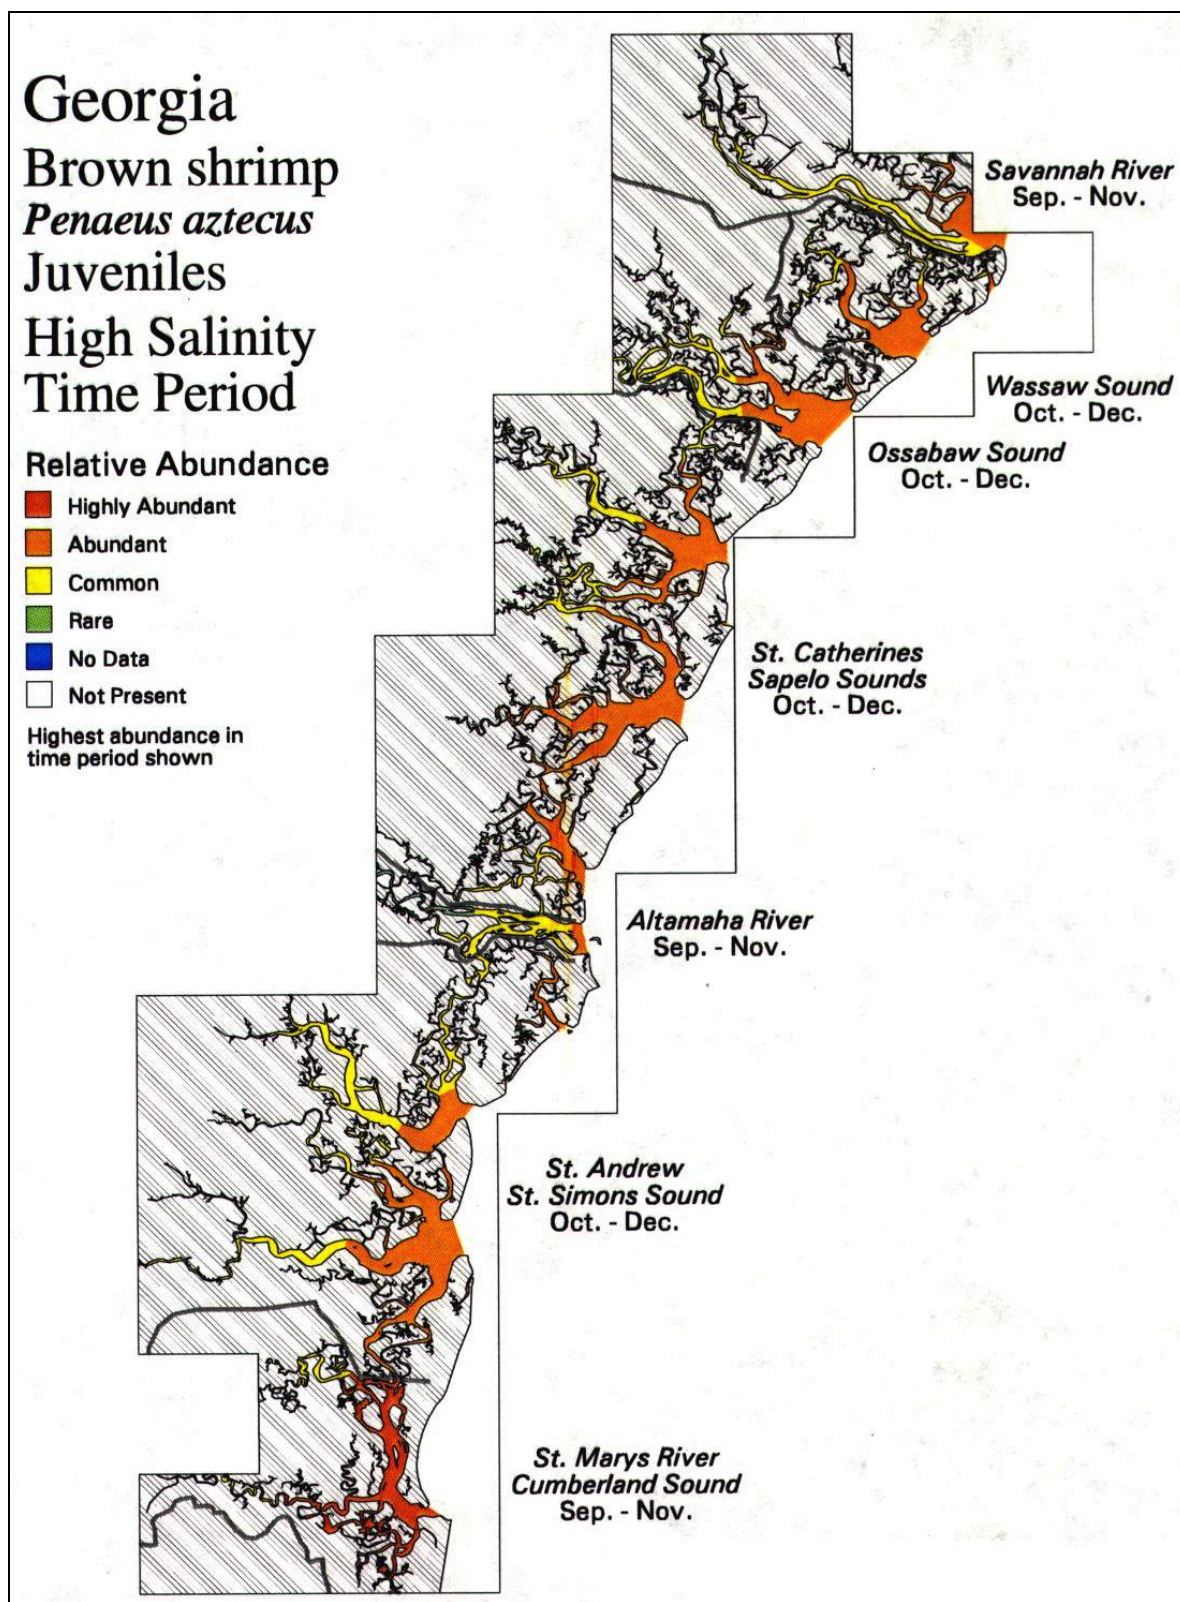 Georgia
Brown shrimp
Penaeus aztecus
Juveniles
High Salinity
Time Period
Relative Abundance
Highly Abundant
Abundant
Common
Rare
No Data
Not Present
Highest abundance in
time period shown
Savannah River
Sep. - Nov.
Wassaw Sound
Oct. - Dec.
Ossabaw Sound
Oct. - Dec.
St. Catherines
Sapelo Sounds
Oct. - Dec.
Altamaha River
Sep. - Nov.
St. Andrew
St. Simons Sound
Oct. - Dec.
St. Marys River
Cumberland Sound
Sep. - Nov.